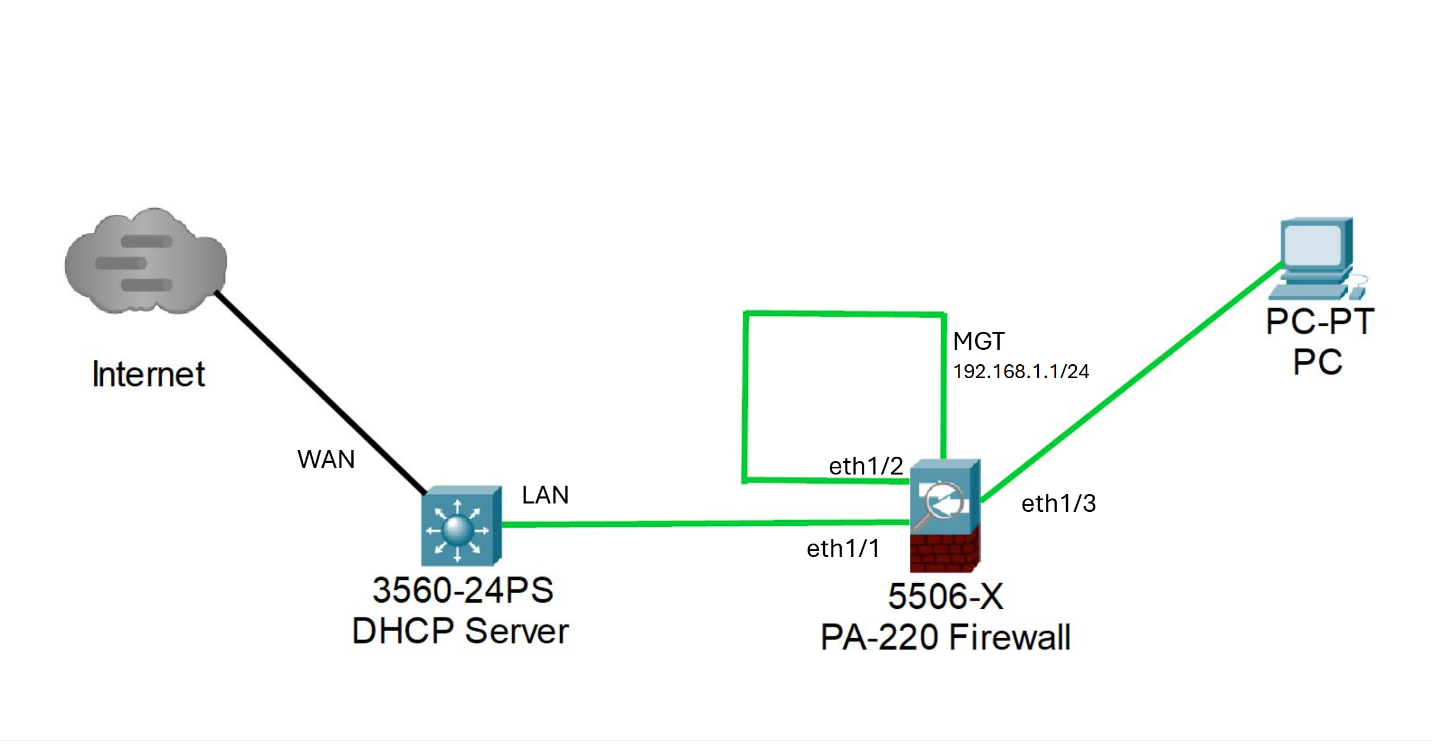 Internet
WAN
3560-24PS
DHCP Server
LAN
eth1/1
eth1/2
MGT
192.168.1.1/24
5506-X
PA-220 Firewall
eth1/3
PC-PT
PC